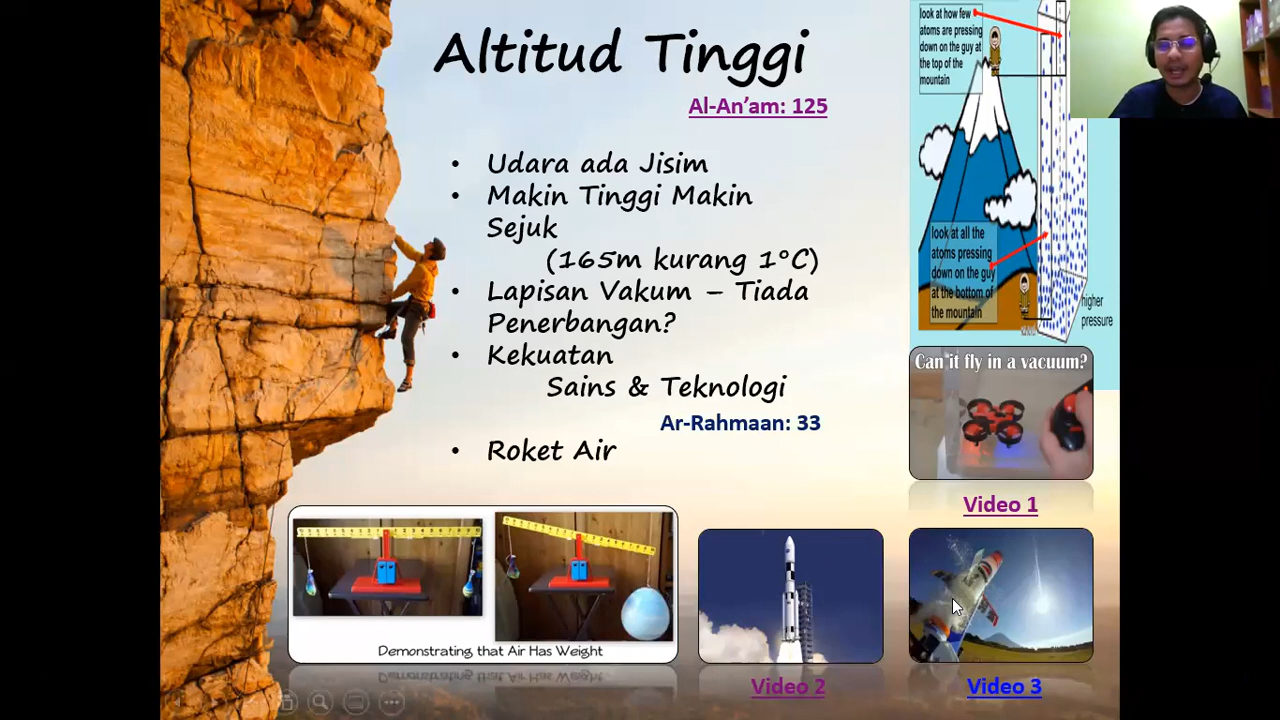 Altitud Tinggi
Al-An’am: 125
• Udara ada Jisim
• Makin Tinggi Makin
Sejuk
(165m kurang 1°C)
• Lapisan Vakum – Tiada
Penerbangan?
• Kekuatan
Sains & Teknologi
Ar-Rahmaan: 33
• Roket Air
look at how few
atoms are pressing
down on the guy at
the top of the
mountain
look at all the
atoms pressing
down on the guy
at the bottom of
the mountain
higher
pressure
Can it fly in a vacuum?
Video 1
Demonstrating that Air Has Weight
Video 2
Video 3